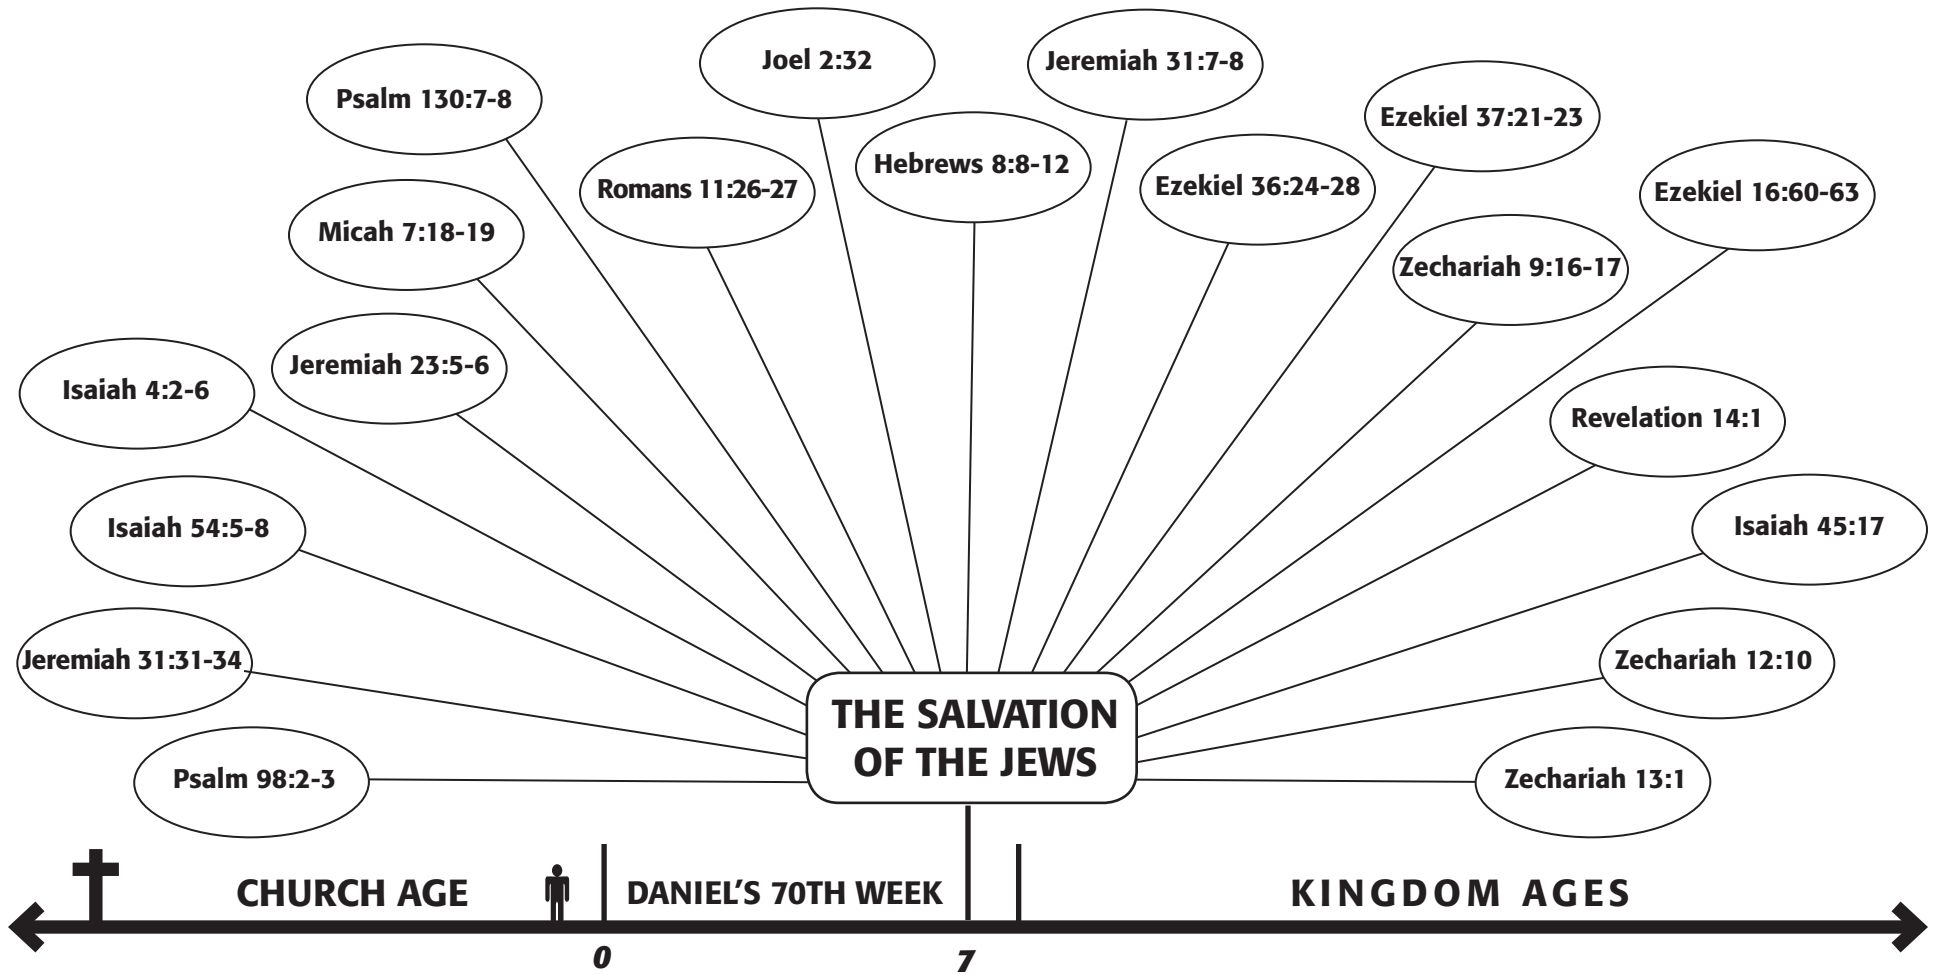 Joel 2:32
Jeremiah 31:7-8
Psalm 130:7-8
Ezekiel 37:21-23
Hebrews 8:8-12
Romans 11:26-27
Ezekiel 36:24-28
Ezekiel 16:60-63
Micah 7:18-19
Zechariah 9:16-17
Jeremiah 23:5-6
Isaiah 4:2-6
Revelation 14:1
Isaiah 54:5-8
Isaiah 45:17
Jeremiah 31:31-34
Zechariah 12:10
THE SALVATION
OF THE JEWS
Psalm 98:2-3
Zechariah 13:1
CHURCH AGE
DANIEL’S 70TH WEEK
KINGDOM AGES
0
7